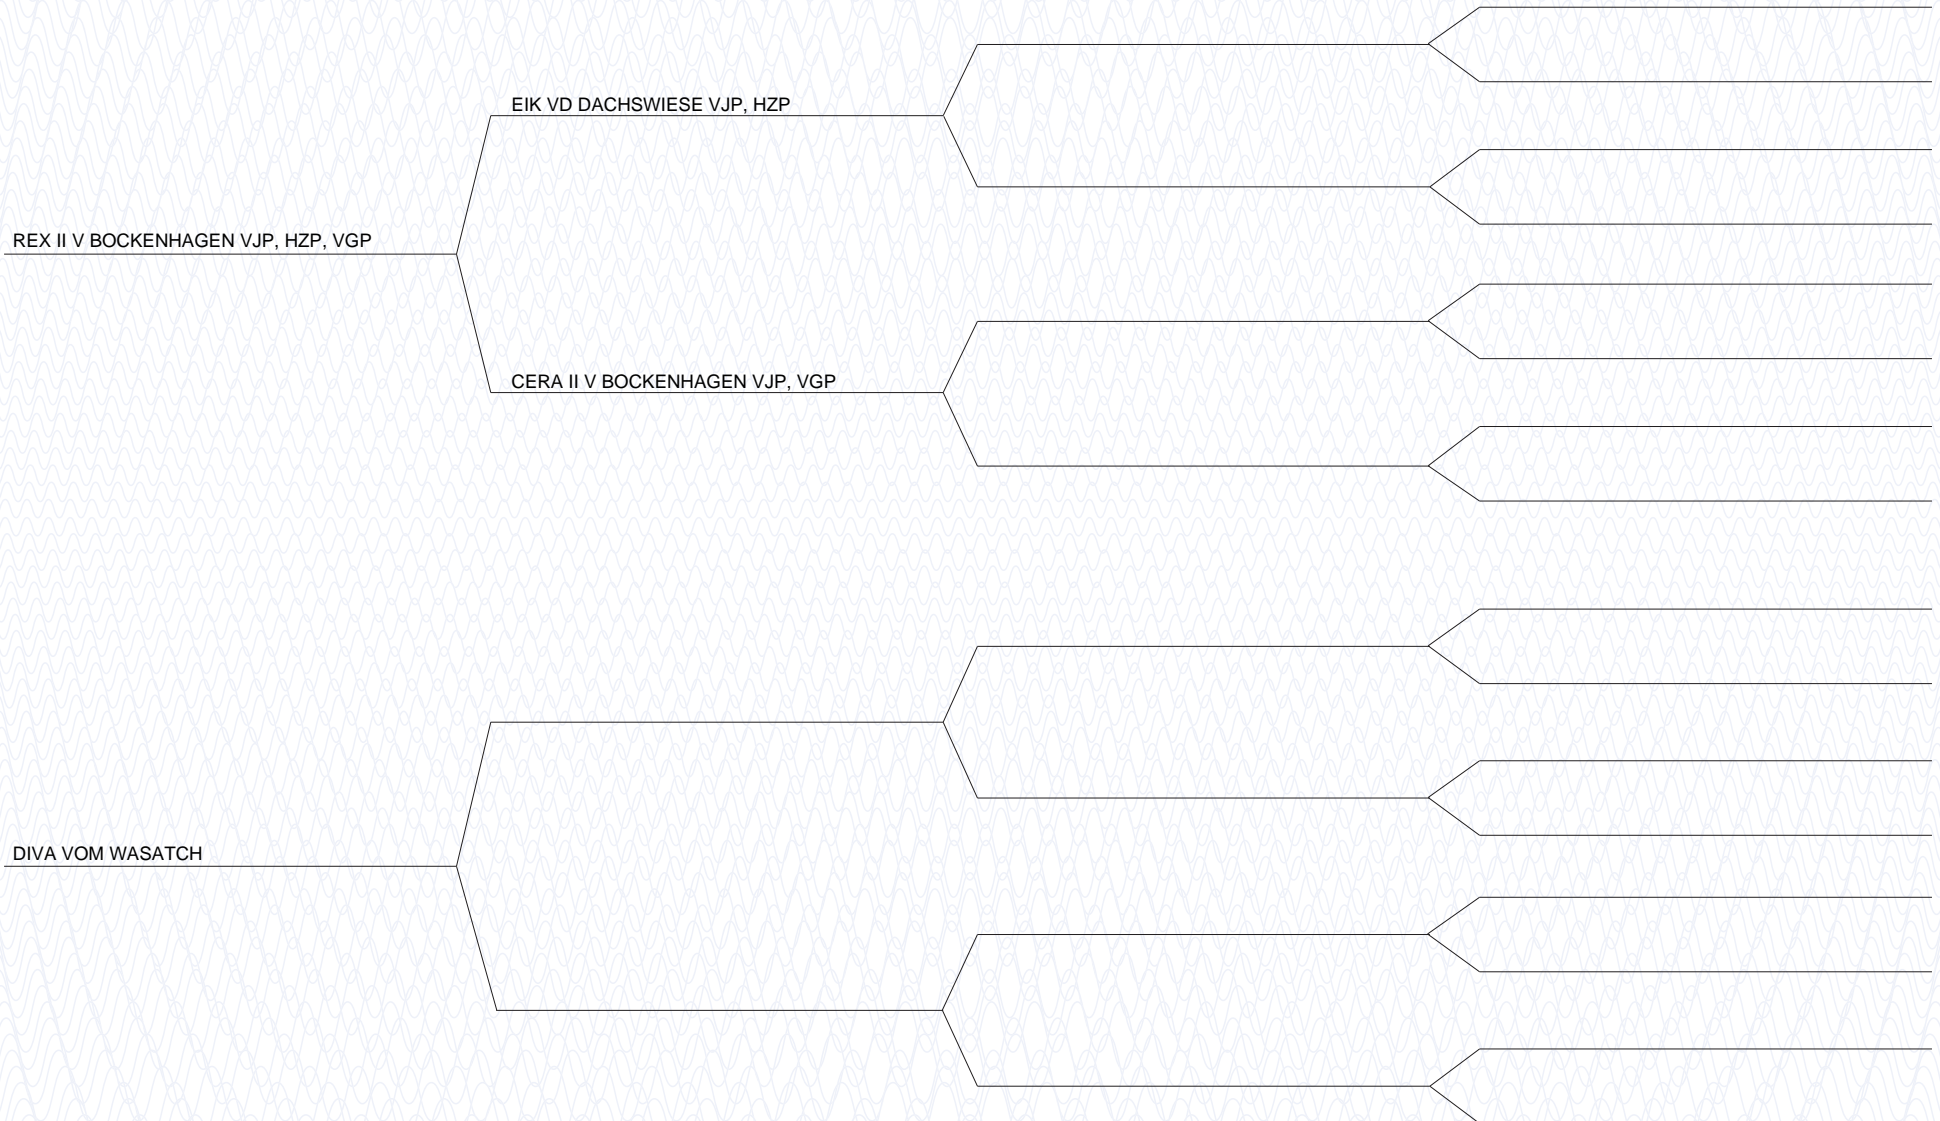 EIK VD DACHSWIESE VJP, HZP
REX II V BOCKENHAGEN VJP, HZP, VGP
CERA II V BOCKENHAGEN VJP, VGP
DIVA VOM WASATCH